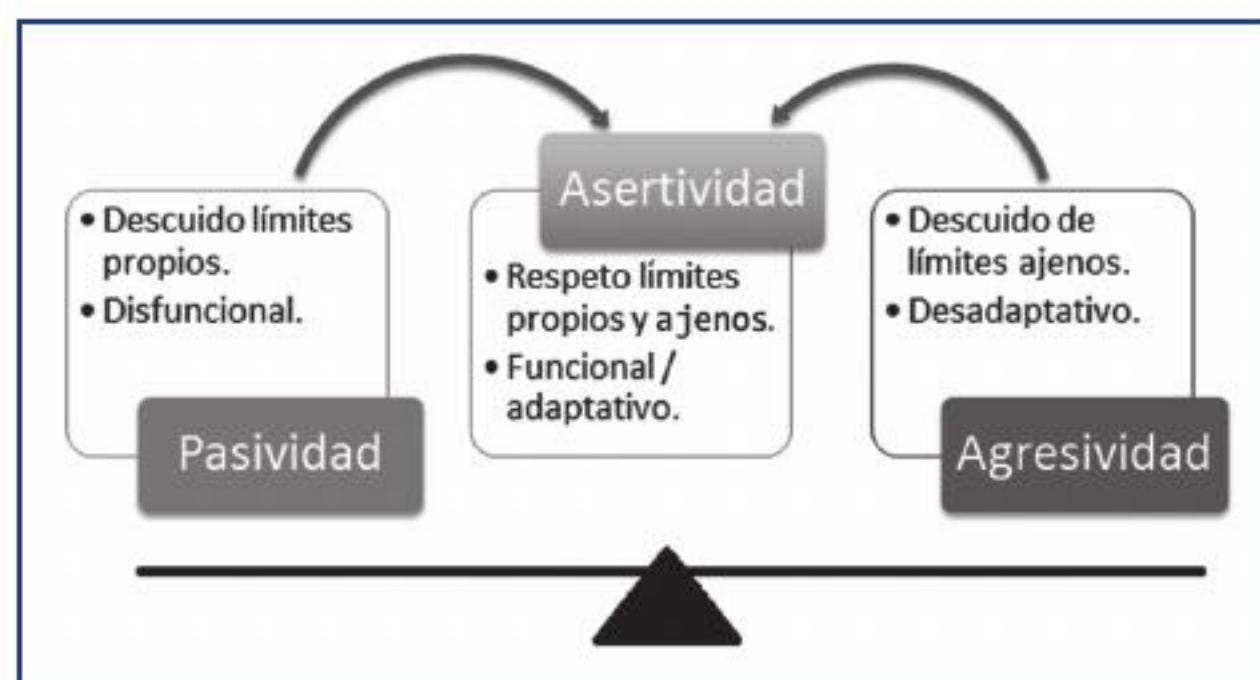 • Descuido límites
propios.
• Disfuncional.
Pasividad
Asertividad
• Respeto límites
propios y ajenos.
• Funcional /
adaptativo.
• Descuido de
límites ajenos.
• Desadaptativo.
Agresividad